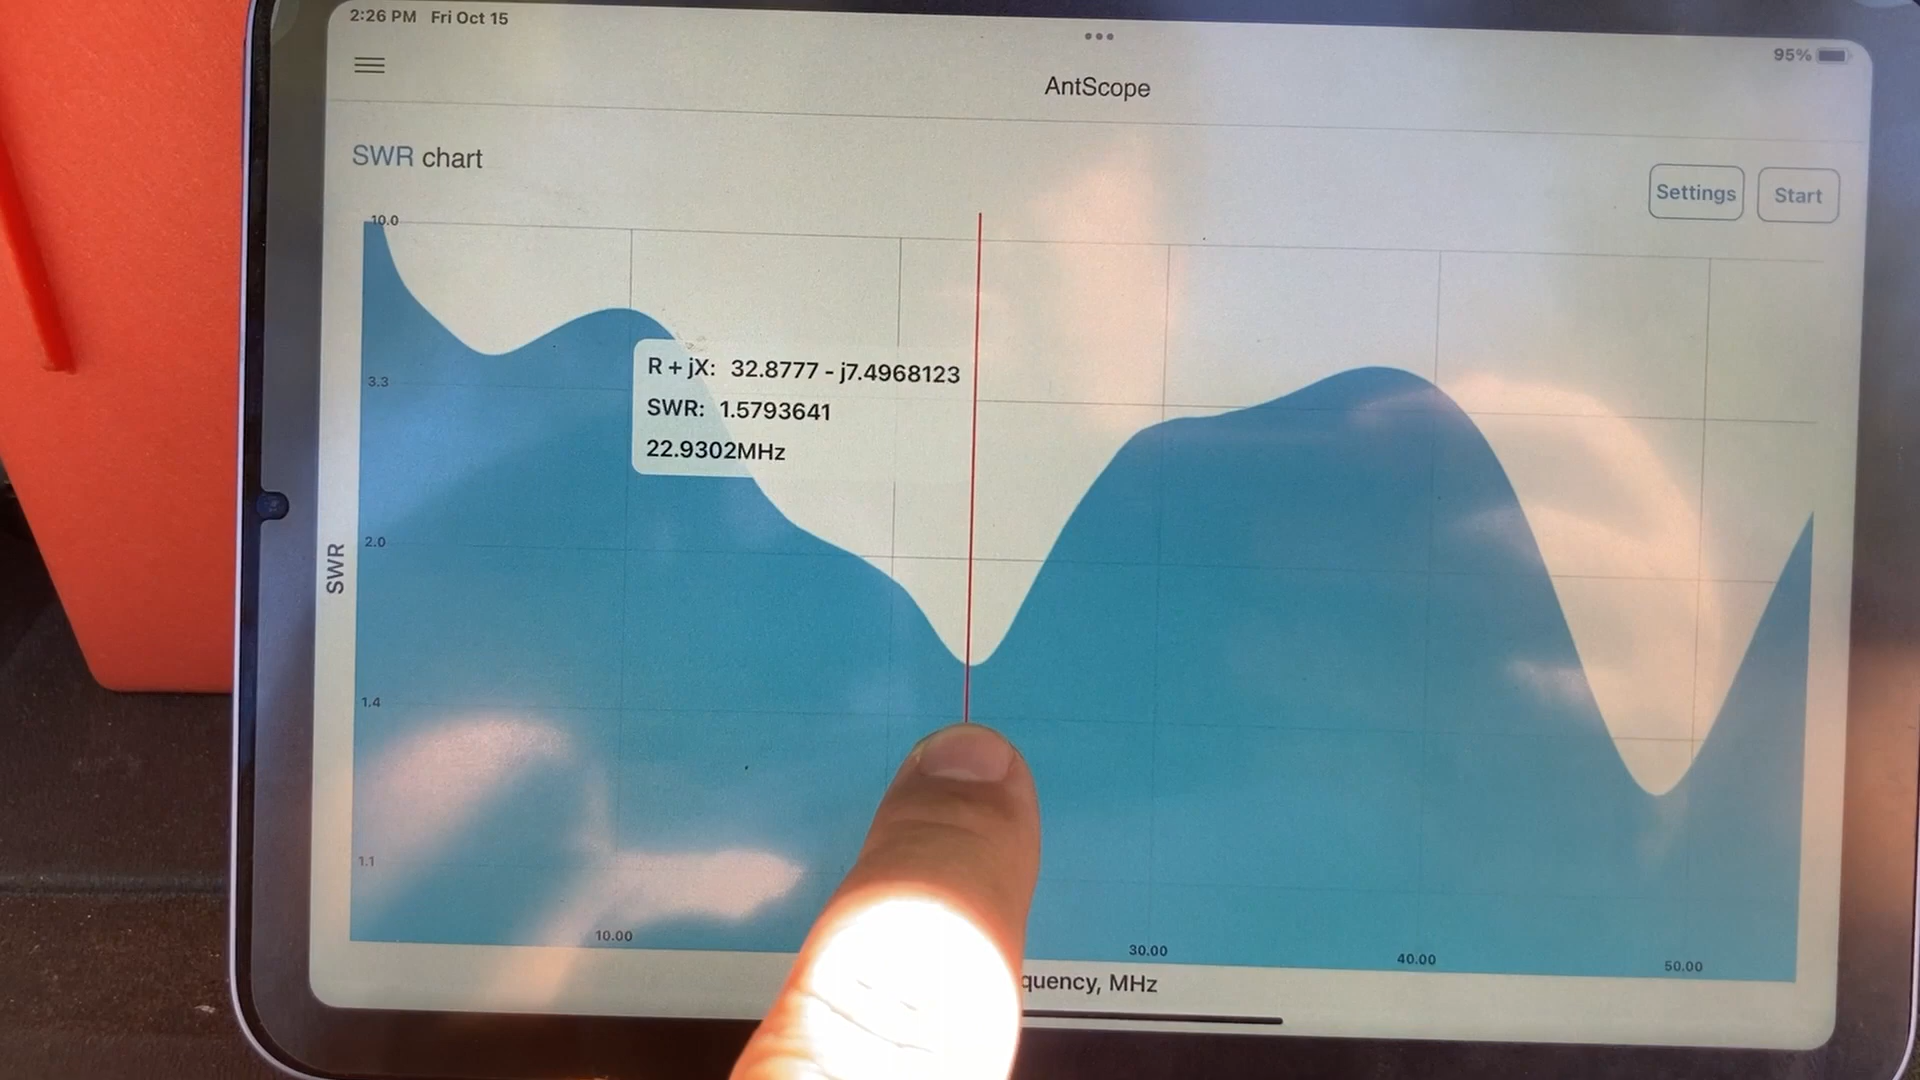 2:26 PM Fri Oct 15
95%
AntScope
SWR chart
Settings
Start
10.0
3.3
2.0
1.4
1.1
SWR
R + jX: 32.8777 - j7.4968123
SWR: 1.5793641
22.9302MHz
10.00
30.00
40.00
50.00
quency, MHz